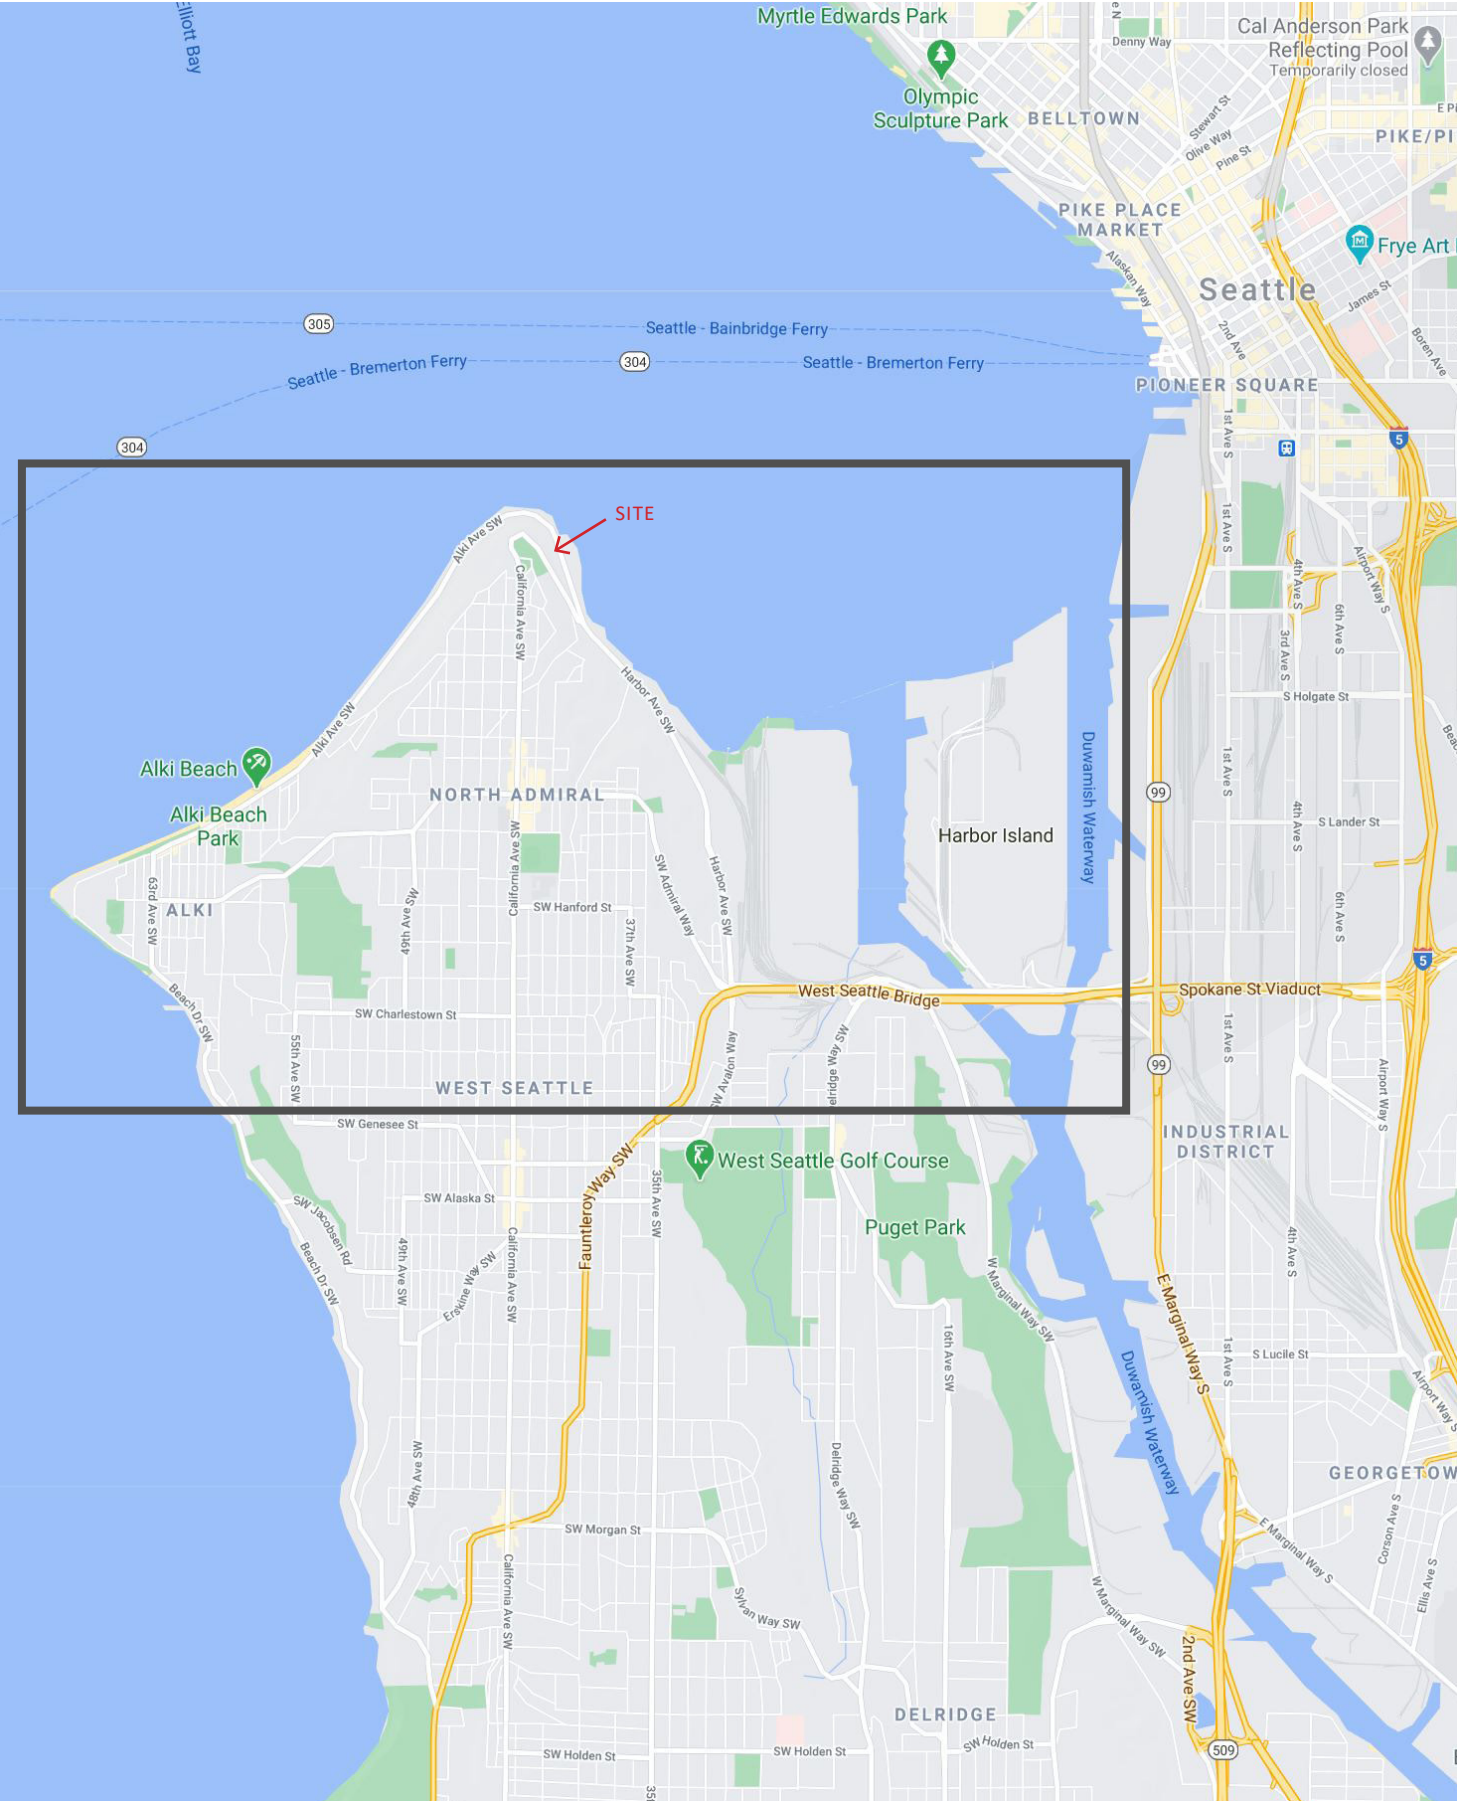 Elliott Bay
Myrtle Edwards Park
Denny Way
Cal Anderson Park
Reflecting Pool
Temporarily closed
Olympic
Sculpture Park
BELLTOWN
Stewart St
Olive Way
Pine St
E Pi
PIKE/PI
PIKE PLACE
MARKET
Alaskan Way
Frye Art
Seattle
James St
2nd Ave
Boren Ave
305
Seattle - Bainbridge Ferry
Seattle - Bremerton Ferry
304
Seattle - Bremerton Ferry
PIONEER SQUARE
304
1st Ave S
5
SITE
Alki Ave SW
1st Ave S
Airport Way S
4th Ave S
California Ave SW
6th Ave S
3rd Ave S
Harbor Ave SW
S Holgate St
Alki Ave SW
Beac
Alki Beach
Duwamish Waterway
1st Ave S
NORTH ADMIRAL
99
Alki Beach
Park
4th Ave S
S Lander St
Harbor Island
California Ave SW
SW Admiral Way
Harbor Ave SW
63rd Ave SW
ALKI
49th Ave SW
SW Hanford St
37th Ave SW
6th Ave S
5
West Seattle Bridge
Spokane St Viaduct
Beach Dr SW
SW Charlestown St
1st Ave S
55th Ave SW
SW Avalon Way
Delridge Way SW
99
Airport Way S
WEST SEATTLE
SW Genesee St
INDUSTRIAL
DISTRICT
West Seattle Golf Course
Fauntleroy Way SW
35th Ave SW
SW Alaska St
SW Jacobsen Rd
Puget Park
Beach Dr SW
49th Ave SW
Erskine Way SW
California Ave SW
4th Ave S
W Marginal Way SW
E Marginal Way S
16th Ave SW
1st Ave S
S Lucile St
Duwamish Waterway
Airport Way S
48th Ave SW
Delridge Way SW
GEORGETOW
SW Morgan St
E Marginal Way S
Corson Ave S
Ellis Ave S
California Ave SW
Sylvan Way SW
W Marginal Way SW
2nd Ave SW
DELRIDGE
SW Holden St
SW Holden St
SW Holden St
509
35t